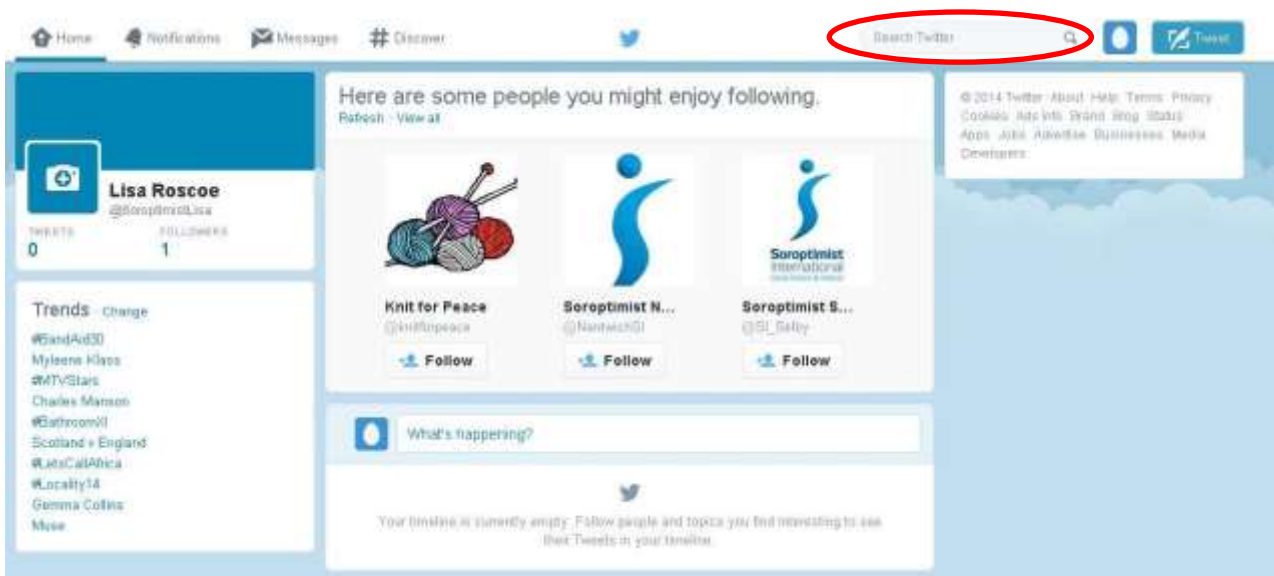 Home Notifications Messages # Discover Search Twitter Tweet
Lisa Roscoe
@SoroptimistLisa
TWEETS FOLLOWERS
0 1
Trends · Change
#BandAid30
Myleene Klass
#MTVStars
Charles Manson
#BathroomXI
Scotland v England
#LetsCallAfrica
#Locality14
Gemma Collins
Muse
Here are some people you might enjoy following.
Refresh · View all
Soroptimist
International
Knit for Peace
@knitforpeace
Follow
Soroptimist N...
@NantwichSI
Follow
Soroptimist S...
@SI_Selby
Follow
What's happening?
Your timeline is currently empty. Follow people and topics you find interesting to see
their Tweets in your timeline.
© 2014 Twitter About Help Terms Privacy
Cookies Ads info Brand Blog Status
Apps Jobs Advertise Businesses Media
Developers